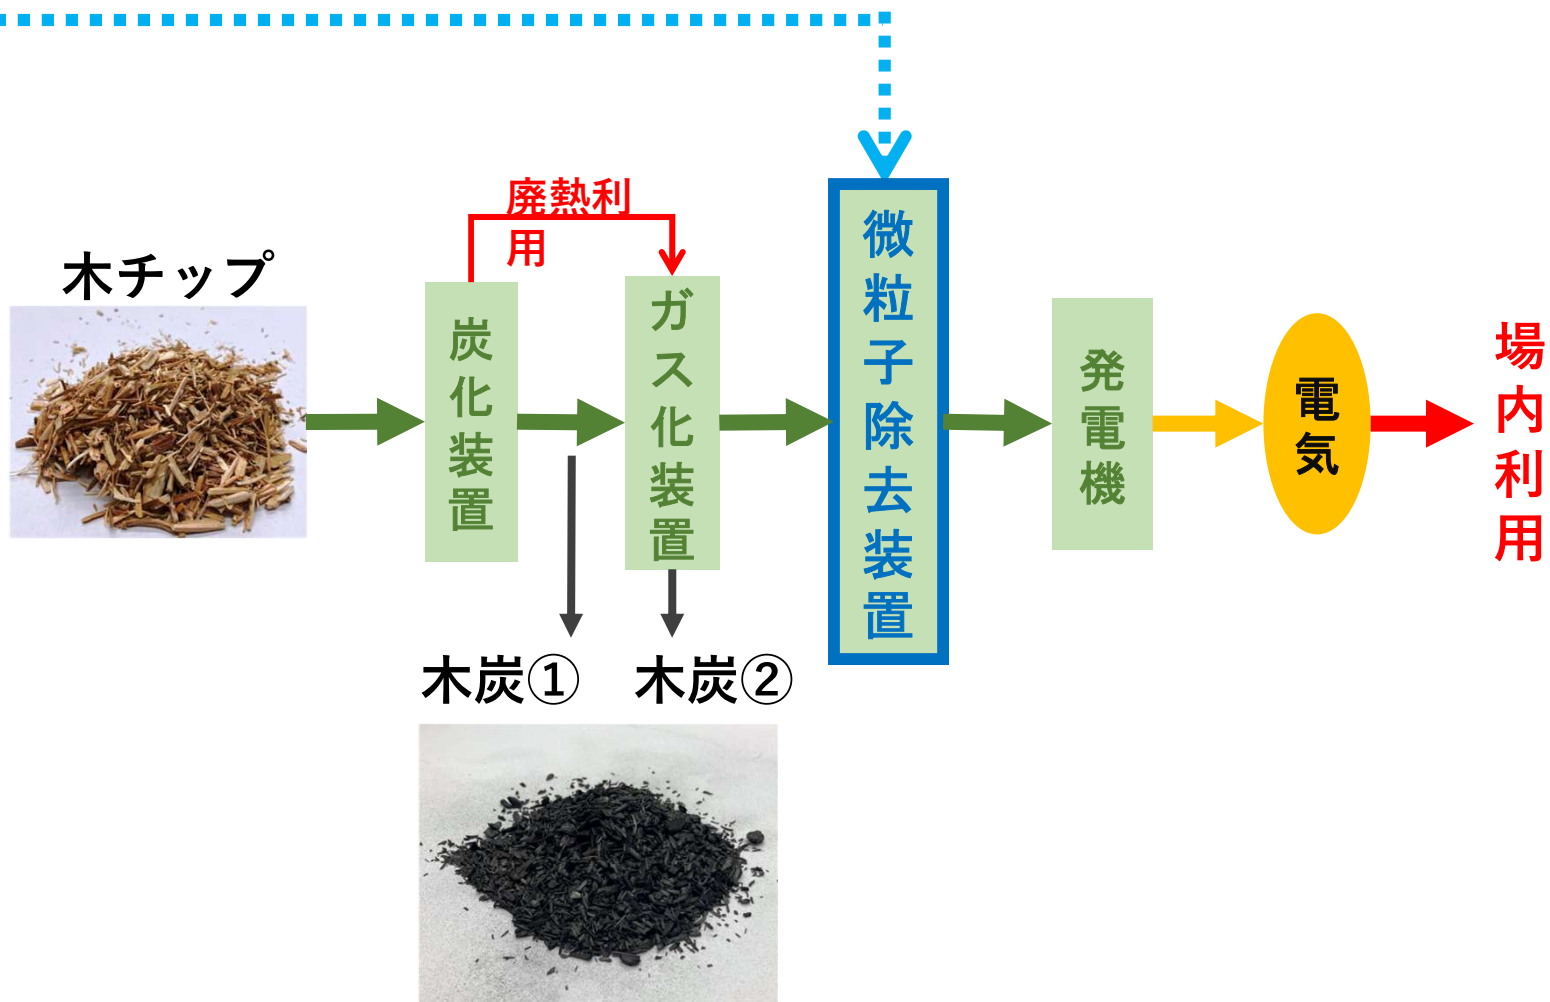 廃熱利
用
木チップ
炭化装置
ガス化装置
微粒子除去装置
発電機
電気
場内利用
木炭①
木炭②